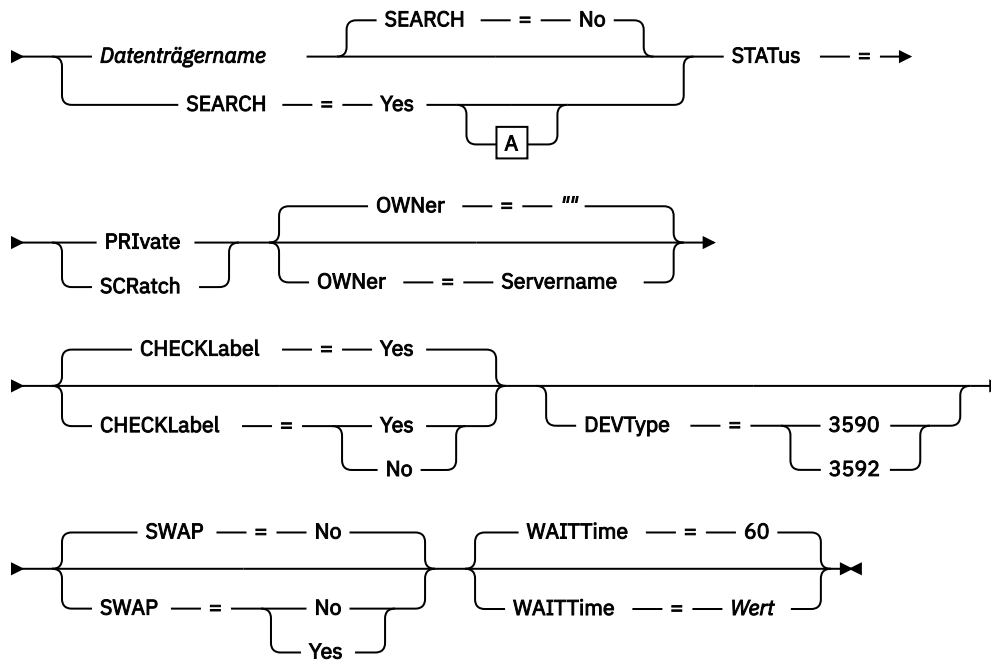 SEARCH = No
Datenträgername STATus =
SEARCH = Yes
A
OWNer = ""
PRIvate
SCRatch OWNer = Servername
CHECKLabel = Yes
CHECKLabel = Yes DEVType = 3590
No 3592
SWAP = No WAITTime = 60
SWAP = No WAITTime = Wert
Yes